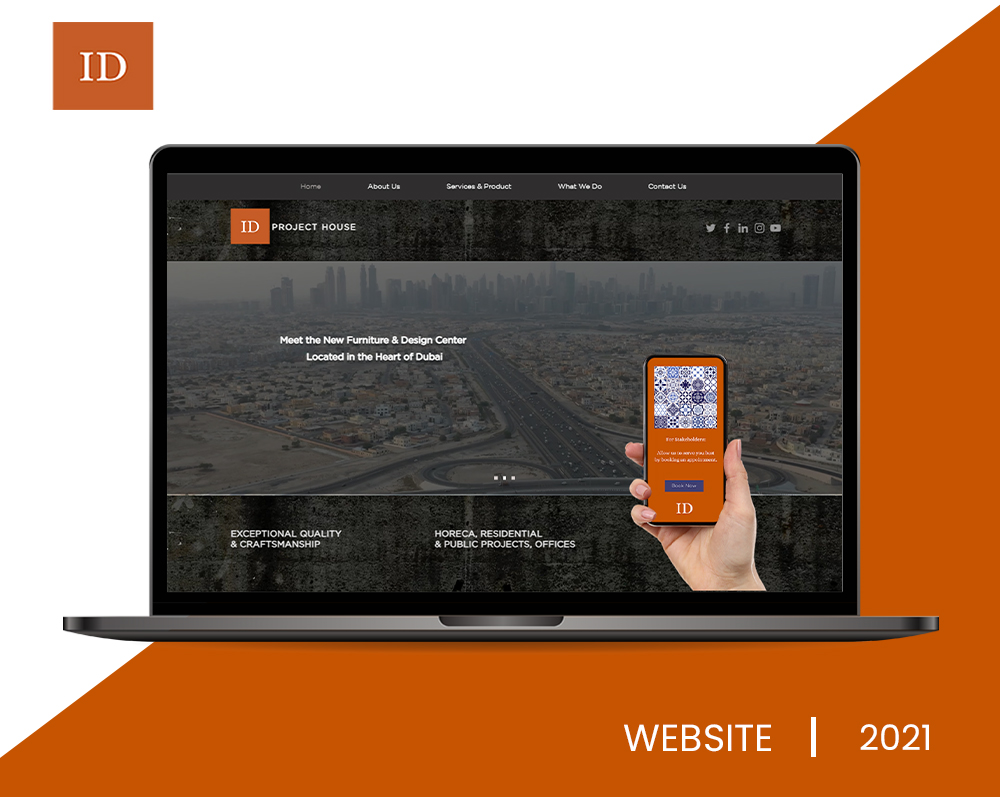 ID
Home About Us Services & Product What We Do Contact Us
ID PROJECT HOUSE
Meet the New Furniture & Design Center
Located in the Heart of Dubai
For Stakeholders
Allow us to serve you best
by booking an appointment.
Book Now
ID
EXCEPTIONAL QUALITY
& CRAFTSMANSHIP
HORECA, RESIDENTIAL
& PUBLIC PROJECTS, OFFICES
WEBSITE | 2021